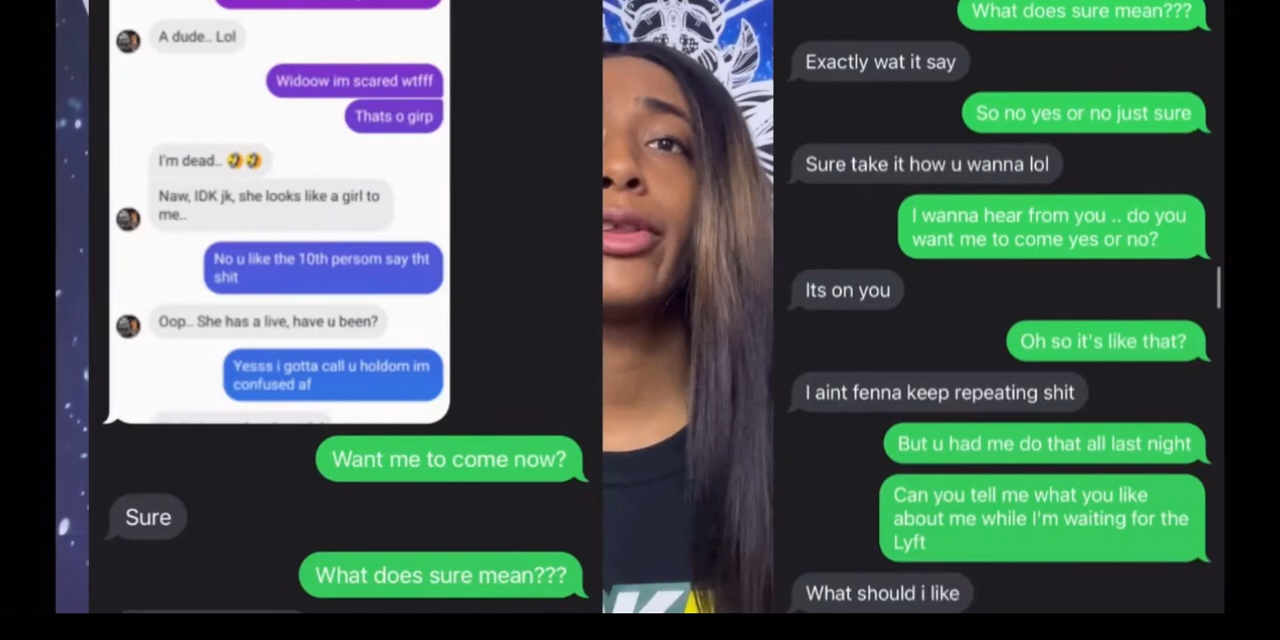 A dude.. Lol
Widoow im scared wtfff
Thats o girp
I'm dead.. 🤣🤣
Naw, IDK jk, she looks like a girl to
me..
No u like the 10th persom say tht
shit
Oop.. She has a live, have u been?
Yesss i gotta call u holdom im
confused af
Want me to come now?
Sure
What does sure mean???
What does sure mean???
Exactly wat it say
So no yes or no just sure
Sure take it how u wanna lol
I wanna hear from you .. do you
want me to come yes or no?
Its on you
Oh so it's like that?
I aint fenna keep repeating shit
But u had me do that all last night
Can you tell me what you like
about me while I'm waiting for the
Lyft
What should i like